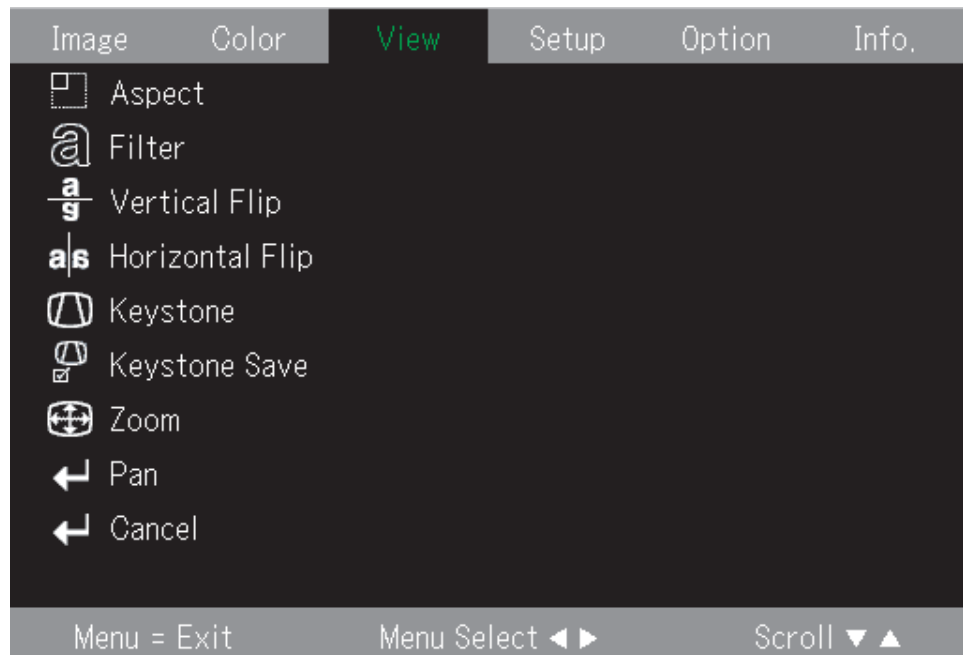 Image Color View Setup Option Info.
Aspect
a Filter
a
g Vertical Flip
a s Horizontal Flip
Keystone
Keystone Save
Zoom
Pan
Cancel
Menu = Exit Menu Select ◀ ▶ Scroll ▼ ▲